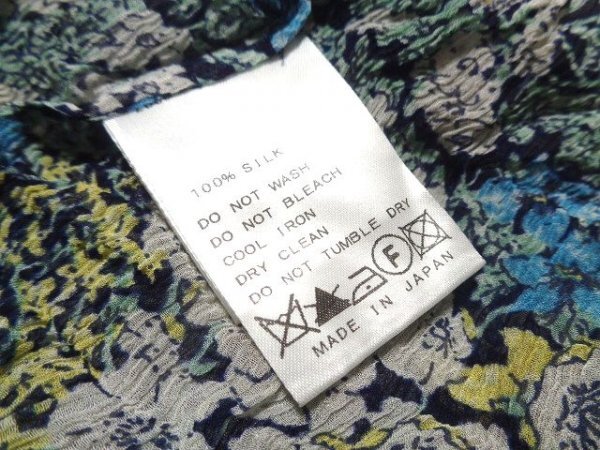 100% SILK
DO NOT WASH
DO NOT BLEACH
COOL IRON
DRY CLEAN
DO NOT TUMBLE DRY
F
MADE IN JAPAN